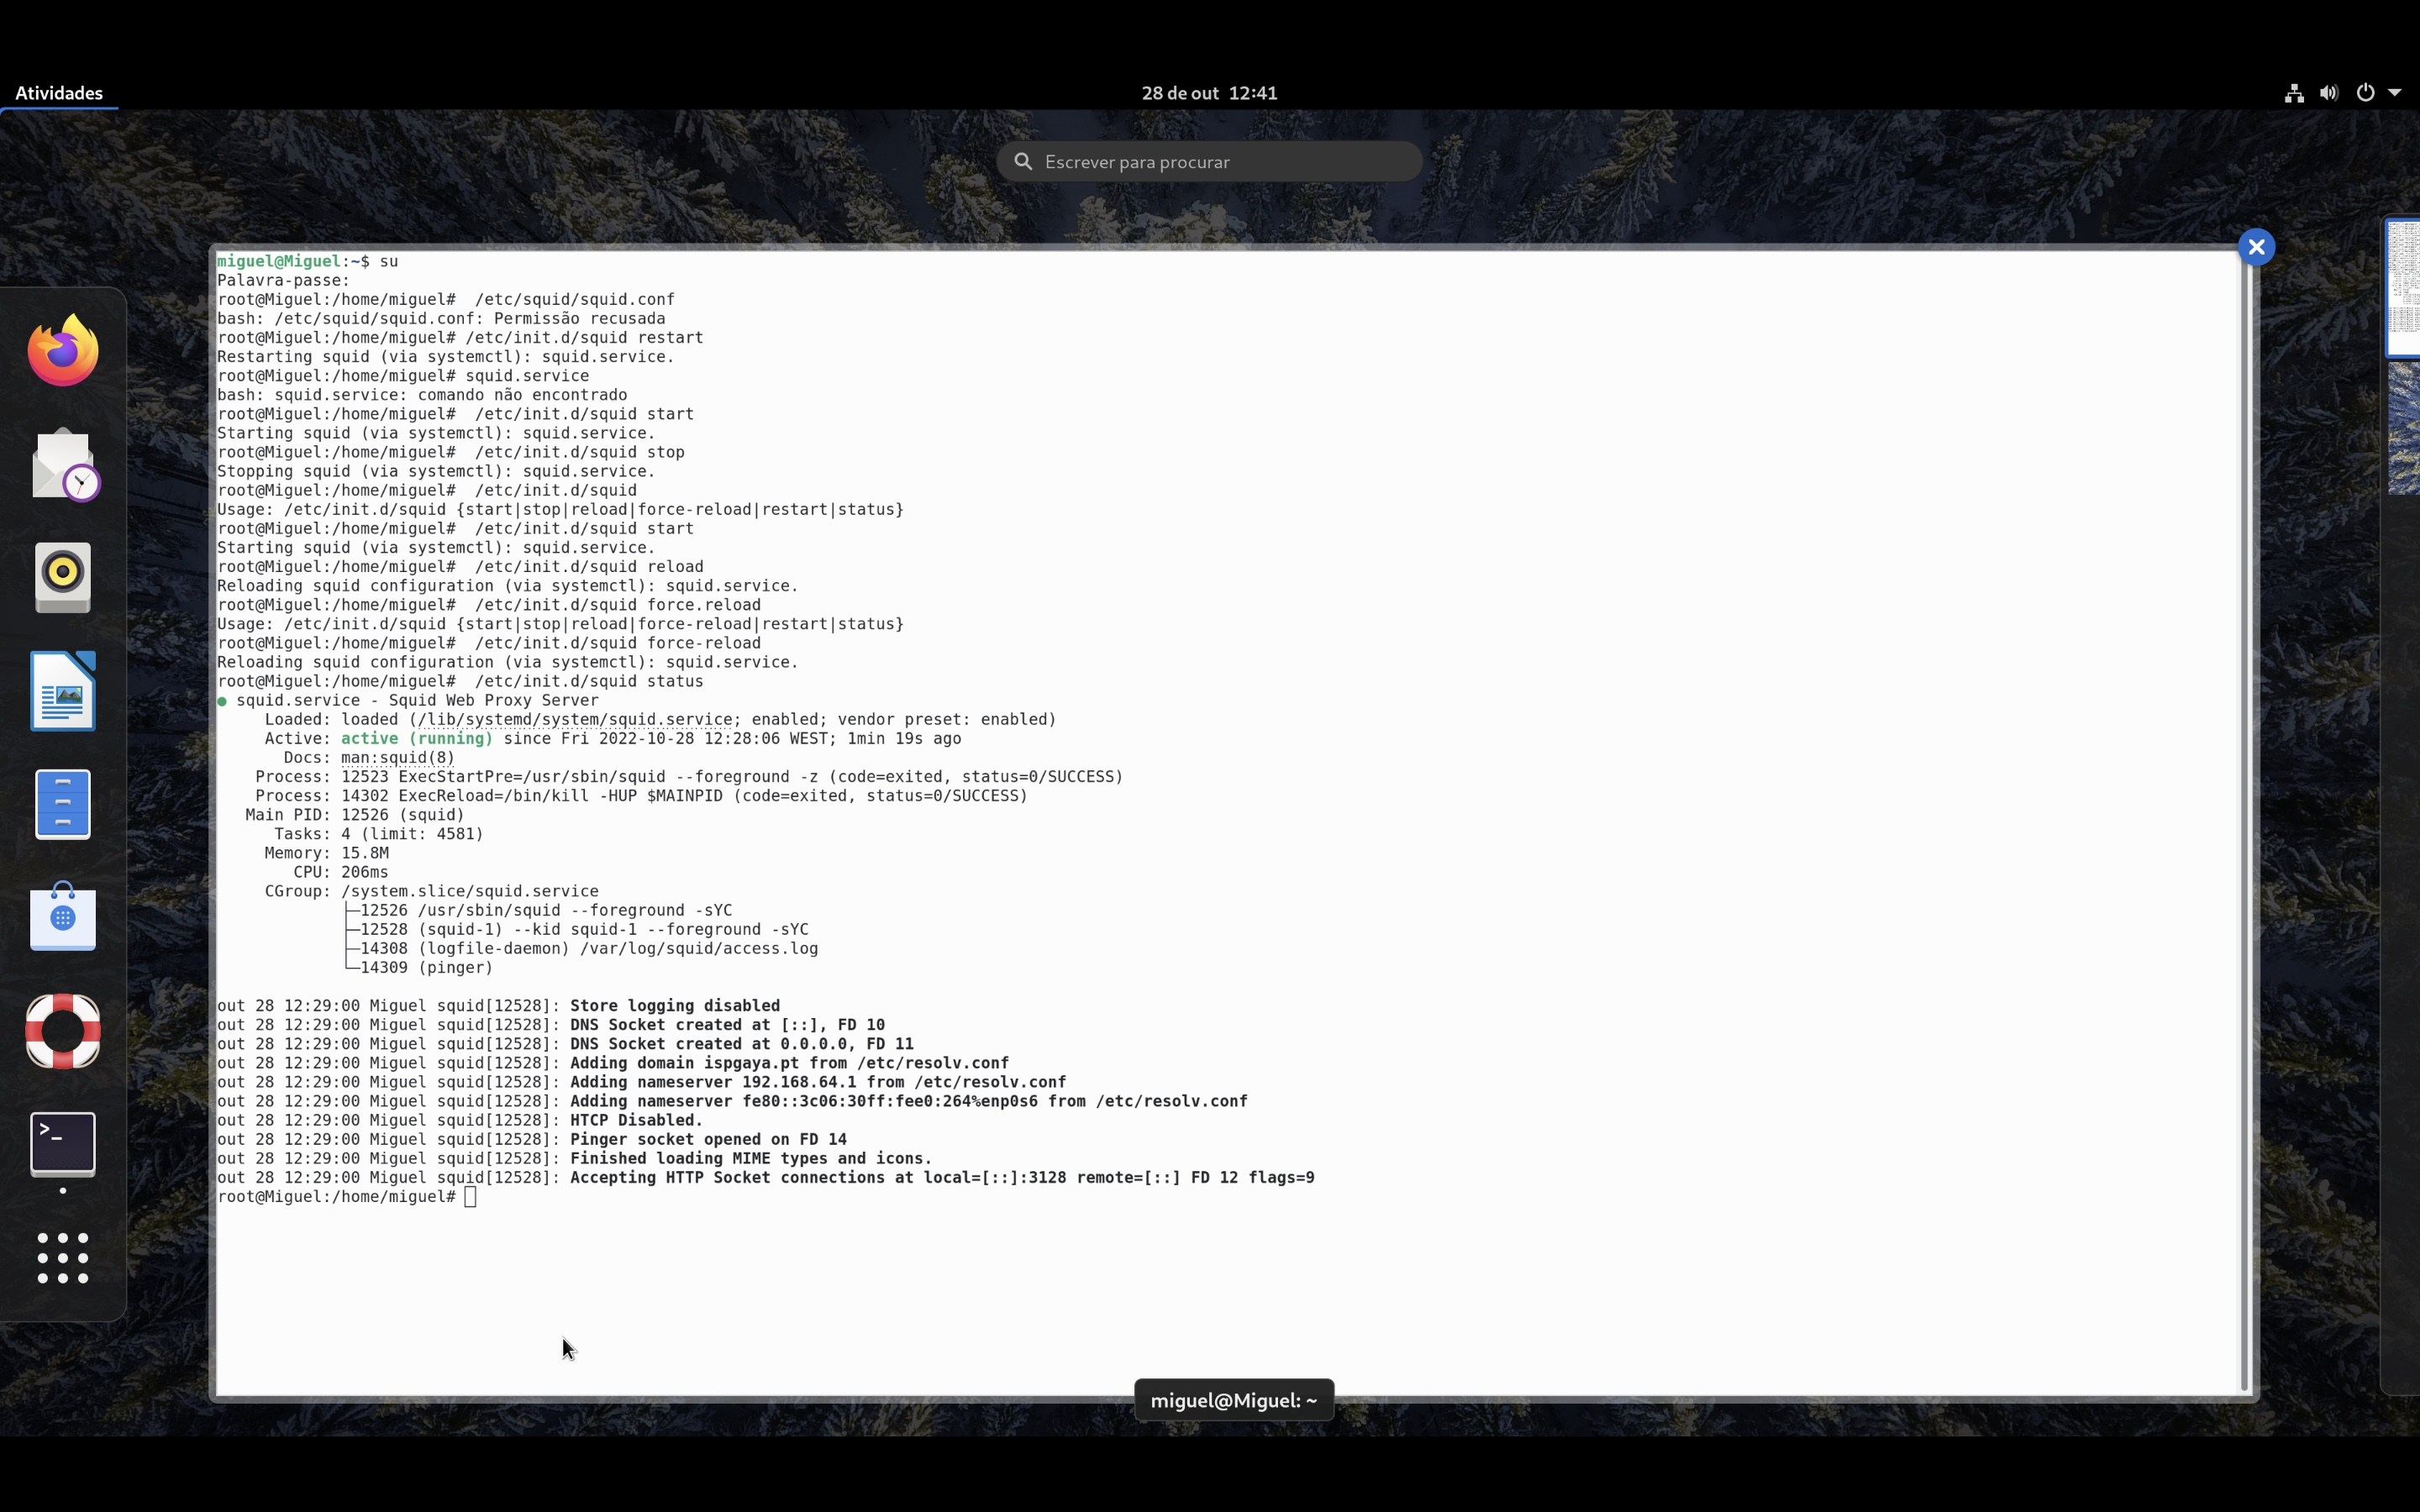 Atividades
28 de out 12:41
Escrever para procurar
miguel@Miguel:~$ su
Palavra-passe:
root@Miguel:/home/miguel#  /etc/squid/squid.conf
bash: /etc/squid/squid.conf: Permissão recusada
root@Miguel:/home/miguel# /etc/init.d/squid restart
Restarting squid (via systemctl): squid.service.
root@Miguel:/home/miguel# squid.service
bash: squid.service: comando não encontrado
root@Miguel:/home/miguel#  /etc/init.d/squid start
Starting squid (via systemctl): squid.service.
root@Miguel:/home/miguel#  /etc/init.d/squid stop
Stopping squid (via systemctl): squid.service.
root@Miguel:/home/miguel#  /etc/init.d/squid
Usage: /etc/init.d/squid {start|stop|reload|force-reload|restart|status}
root@Miguel:/home/miguel#  /etc/init.d/squid start
Starting squid (via systemctl): squid.service.
root@Miguel:/home/miguel#  /etc/init.d/squid reload
Reloading squid configuration (via systemctl): squid.service.
root@Miguel:/home/miguel#  /etc/init.d/squid force.reload
Usage: /etc/init.d/squid {start|stop|reload|force-reload|restart|status}
root@Miguel:/home/miguel#  /etc/init.d/squid force-reload
Reloading squid configuration (via systemctl): squid.service.
root@Miguel:/home/miguel#  /etc/init.d/squid status
● squid.service - Squid Web Proxy Server
     Loaded: loaded (/lib/systemd/system/squid.service; enabled; vendor preset: enabled)
     Active: active (running) since Fri 2022-10-28 12:28:06 WEST; 1min 19s ago
       Docs: man:squid(8)
    Process: 12523 ExecStartPre=/usr/sbin/squid --foreground -z (code=exited, status=0/SUCCESS)
    Process: 14302 ExecReload=/bin/kill -HUP $MAINPID (code=exited, status=0/SUCCESS)
   Main PID: 12526 (squid)
      Tasks: 4 (limit: 4581)
     Memory: 15.8M
        CPU: 206ms
     CGroup: /system.slice/squid.service
             ├─12526 /usr/sbin/squid --foreground -sYC
             ├─12528 (squid-1) --kid squid-1 --foreground -sYC
             ├─14308 (logfile-daemon) /var/log/squid/access.log
             └─14309 (pinger)
out 28 12:29:00 Miguel squid[12528]: Store logging disabled
out 28 12:29:00 Miguel squid[12528]: DNS Socket created at [::], FD 10
out 28 12:29:00 Miguel squid[12528]: DNS Socket created at 0.0.0.0, FD 11
out 28 12:29:00 Miguel squid[12528]: Adding domain ispgaya.pt from /etc/resolv.conf
out 28 12:29:00 Miguel squid[12528]: Adding nameserver 192.168.64.1 from /etc/resolv.conf
out 28 12:29:00 Miguel squid[12528]: Adding nameserver fe80::3c06:30ff:fee0:264%enp0s6 from /etc/resolv.conf
out 28 12:29:00 Miguel squid[12528]: HTCP Disabled.
out 28 12:29:00 Miguel squid[12528]: Pinger socket opened on FD 14
out 28 12:29:00 Miguel squid[12528]: Finished loading MIME types and icons.
out 28 12:29:00 Miguel squid[12528]: Accepting HTTP Socket connections at local=[::]:3128 remote=[::] FD 12 flags=9
root@Miguel:/home/miguel#
miguel@Miguel: ~